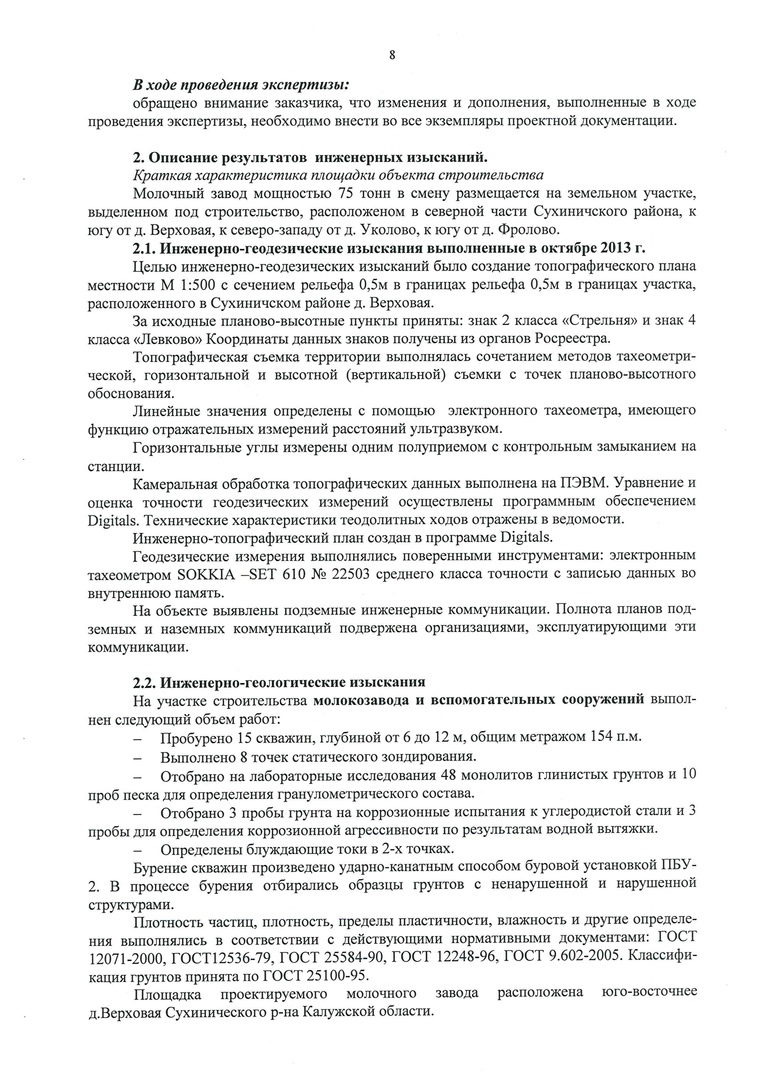 8
В ходе проведения экспертизы:
обращено внимание заказчика, что изменения и дополнения, выполненные в ходе
проведения экспертизы, необходимо внести во все экземпляры проектной документации.
2. Описание результатов инженерных изысканий.
Краткая характеристика площадки объекта строительства
Молочный завод мощностью 75 тонн в смену размещается на земельном участке,
выделенном под строительство, расположеном в северной части Сухиничского района, к
югу от д. Верховая, к северо-западу от д. Уколово, к югу от д. Фролово.
2.1. Инженерно-геодезические изыскания выполненные в октябре 2013 г.
Целью инженерно-геодезических изысканий было создание топографического плана
местности М 1:500 с сечением рельефа 0,5м в границах рельефа 0,5м в границах участка,
расположенного в Сухиничском районе д. Верховая.
За исходные планово-высотные пункты приняты: знак 2 класса «Стрельня» и знак 4
класса «Левково» Координаты данных знаков получены из органов Росреестра.
Топографическая съемка территории выполнялась сочетанием методов тахеометри-
ческой, горизонтальной и высотной (вертикальной) съемки с точек планово-высотного
обоснования.
Линейные значения определены с помощью электронного тахеометра, имеющего
функцию отражательных измерений расстояний ультразвуком.
Горизонтальные углы измерены одним полуприемом с контрольным замыканием на
станции.
Камеральная обработка топографических данных выполнена на ПЭВМ. Уравнение и
оценка точности геодезических измерений осуществлены программным обеспечением
Digitals. Технические характеристики теодолитных ходов отражены в ведомости.
Инженерно-топографический план создан в программе Digitals.
Геодезические измерения выполнялись поверенными инструментами: электронным
тахеометром SOKKIA –SET 610 № 22503 среднего класса точности с записью данных во
внутреннюю память.
На объекте выявлены подземные инженерные коммуникации. Полнота планов под-
земных и наземных коммуникаций подвержена организациями, эксплуатирующими эти
коммуникации.
2.2. Инженерно-геологические изыскания
На участке строительства молокозавода и вспомогательных сооружений выпол-
нен следующий объем работ:
– Пробурено 15 скважин, глубиной от 6 до 12 м, общим метражом 154 п.м.
– Выполнено 8 точек статического зондирования.
– Отобрано на лабораторные исследования 48 монолитов глинистых грунтов и 10
проб песка для определения гранулометрического состава.
– Отобрано 3 пробы грунта на коррозионные испытания к углеродистой стали и 3
пробы для определения коррозионной агрессивности по результатам водной вытяжки.
– Определены блуждающие токи в 2-х точках.
Бурение скважин произведено ударно-канатным способом буровой установкой ПБУ-
2. В процессе бурения отбирались образцы грунтов с ненарушенной и нарушенной
структурами.
Плотность частиц, плотность, пределы пластичности, влажность и другие определе-
ния выполнялись в соответствии с действующими нормативными документами: ГОСТ
12071-2000, ГОСТ12536-79, ГОСТ 25584-90, ГОСТ 12248-96, ГОСТ 9.602-2005. Классифи-
кация грунтов принята по ГОСТ 25100-95.
Площадка проектируемого молочного завода расположена юго-восточнее
д.Верховая Сухинического р-на Калужской области.